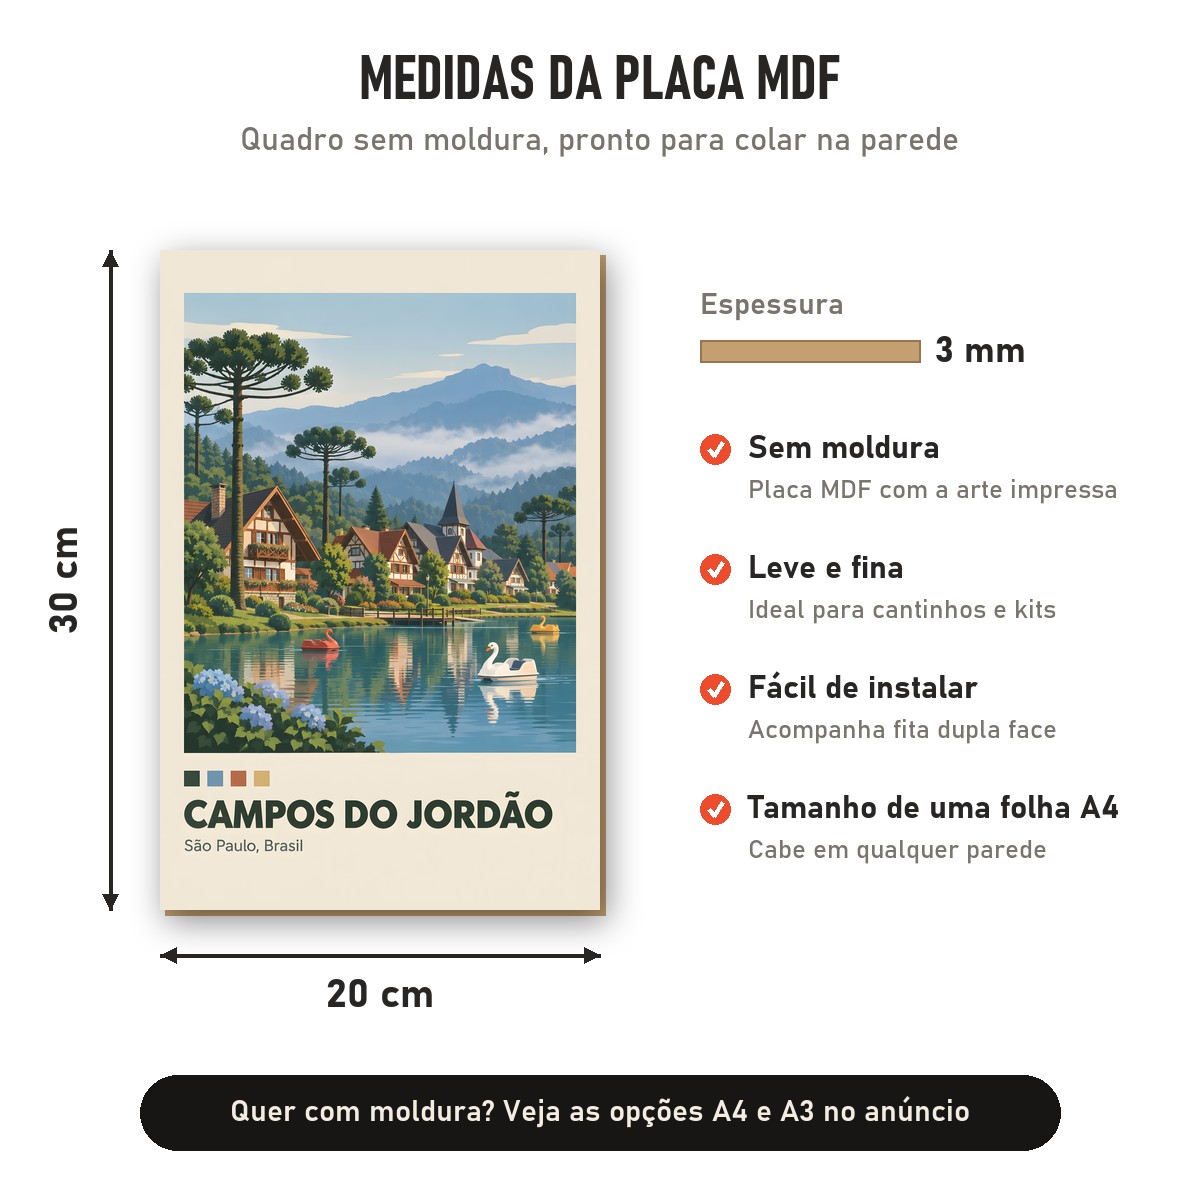 MEDIDAS DA PLACA MDF
Quadro sem moldura, pronto para colar na parede
30 cm
CAMPOS DO JORDÃO
São Paulo, Brasil
20 cm
Espessura
3 mm
Sem moldura
Placa MDF com a arte impressa
Leve e fina
Ideal para cantinhos e kits
Fácil de instalar
Acompanha fita dupla face
Tamanho de uma folha A4
Cabe em qualquer parede
Quer com moldura? Veja as opções A4 e A3 no anúncio